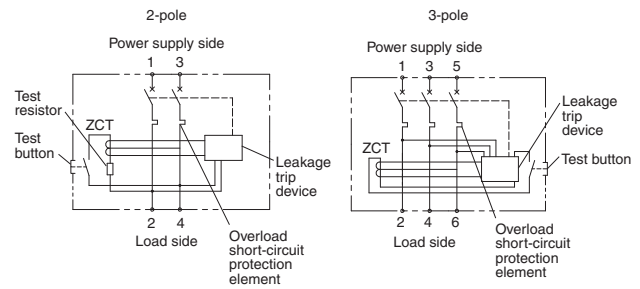 2-pole
Power supply side
1 3
Test
resistor
ZCT
Test
button
Leakage
trip
device
2 4
Load side
Overload
short-circuit
protection
element
3-pole
Power supply side
1 3 5
Leakage
trip
device
ZCT
Test button
2 4 6
Load side
Overload
short-circuit
protection
element